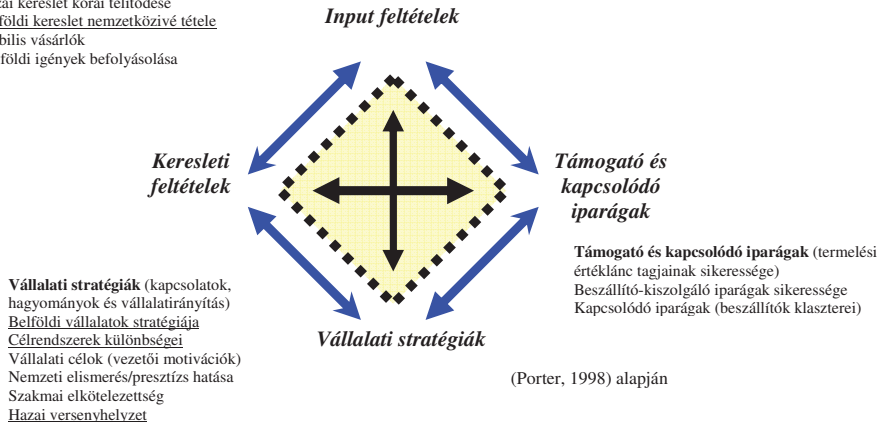 kereslet korai telítődése
kereslet nemzetközivé tétele
vásárlók
igények befolyásolása
Input feltételek
Keresleti
feltételek
Támogató és
kapcsolódó
iparágak
Támogató és kapcsolódó iparágak (termelési
értéklánc tagjainak sikeressége)
Beszállító-kiszolgáló iparágak sikeressége
Kapcsolódó iparágak (beszállítók klaszterei)
Vállalati stratégiák (kapcsolatok,
hagyományok és vállalatirányítás)
Belföldi vállalatok stratégiája
Célrendszerek különbségei
Vállalati célok (vezetői motivációk)
Nemzeti elismerés/presztízs hatása
Szakmai elkötelezettség
Hazai versenyhelyzet
Vállalati stratégiák
(Porter, 1998) alapján